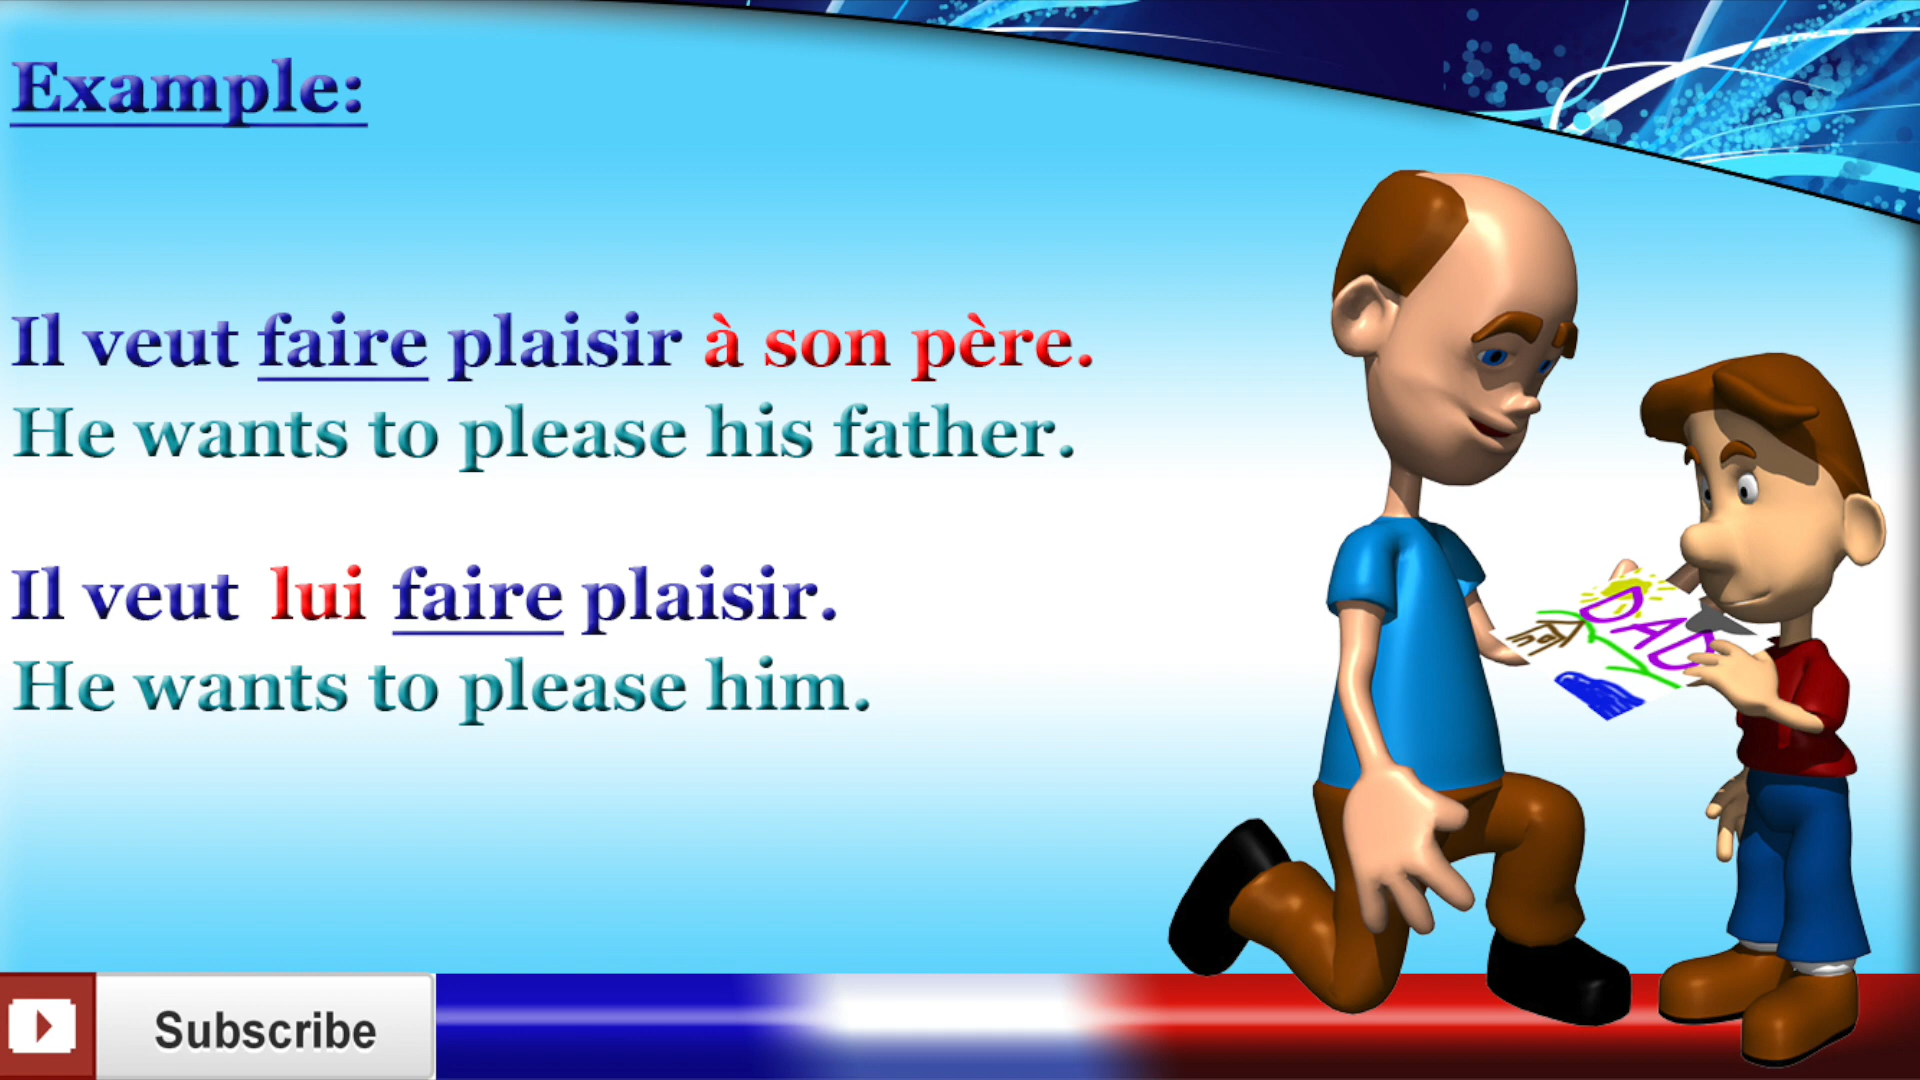 Example:
Il veut faire plaisir à son père.
He wants to please his father.
Il veut lui faire plaisir.
He wants to please him.
DAD
Subscribe